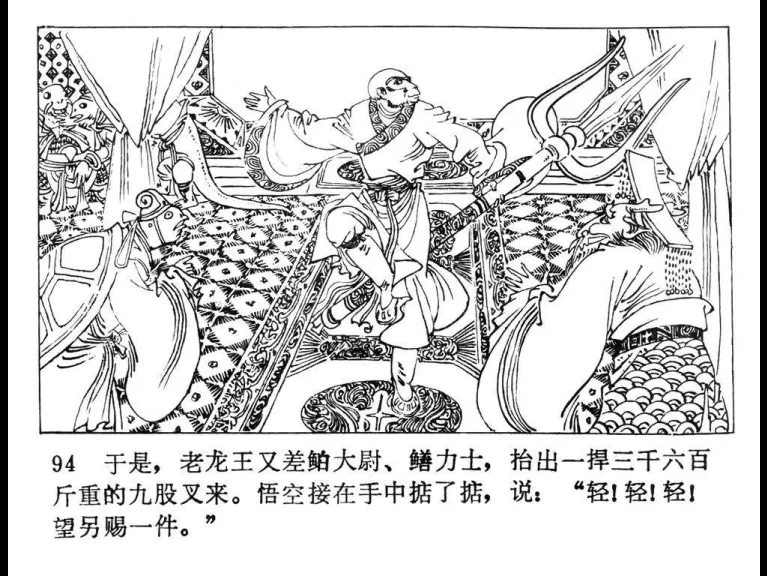 94 于是，老龙王又差鲌大尉、鳝力士，抬出一捍三千六百
斤重的九股叉来。悟空接在手中掂了掂，说：“轻！轻！轻！
望另赐一件。”